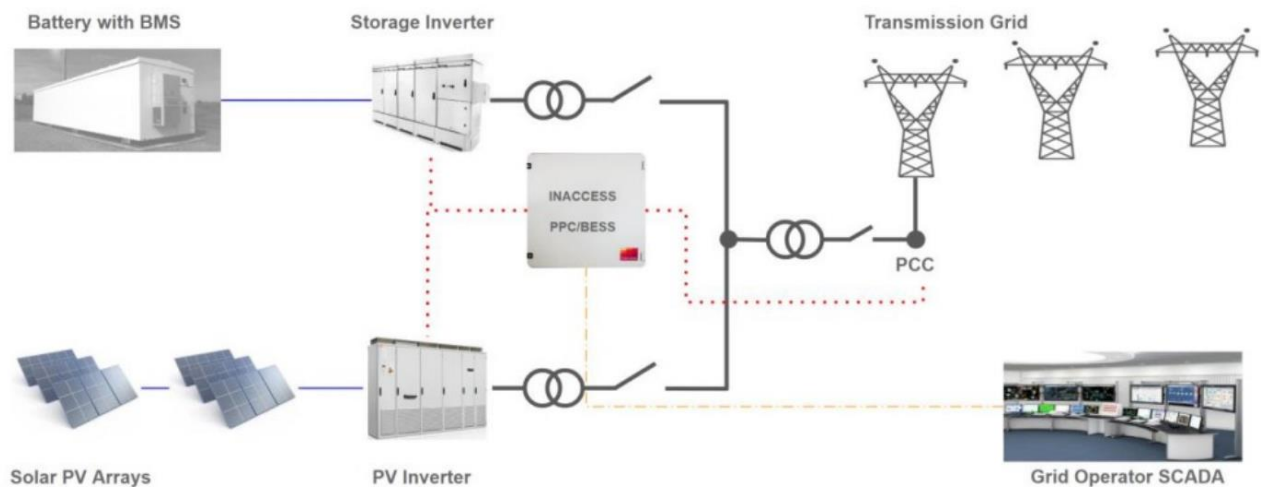 Battery with BMS
Storage Inverter
Transmission Grid
INACCESS
PPC/BESS
PCC
Solar PV Arrays
PV Inverter
Grid Operator SCADA